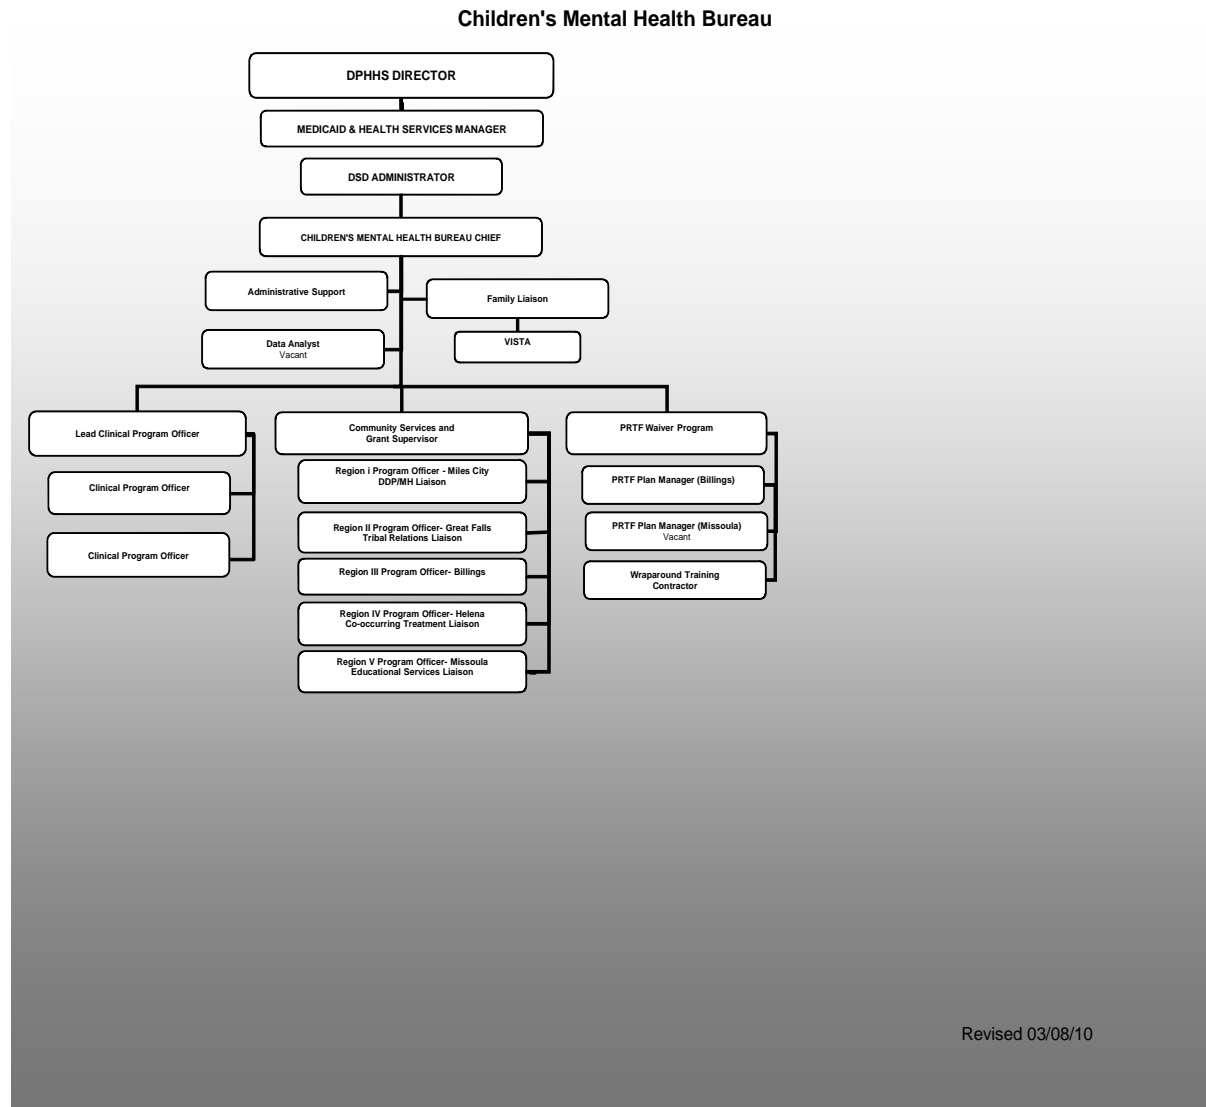 Children's Mental Health Bureau
DPHHS DIRECTOR
MEDICAID & HEALTH SERVICES MANAGER
DSD ADMINISTRATOR
CHILDREN'S MENTAL HEALTH BUREAU CHIEF
Administrative Support
Family Liaison
Data Analyst
Vacant
VISTA
Lead Clinical Program Officer
Clinical Program Officer
Clinical Program Officer
Community Services and
Grant Supervisor
Region i Program Officer - Miles City
DDP/MH Liaison
Region II Program Officer- Great Falls
Tribal Relations Liaison
Region III Program Officer- Billings
Region IV Program Officer- Helena
Co-occurring Treatment Liaison
Region V Program Officer- Missoula
Educational Services Liaison
PRTF Waiver Program
PRTF Plan Manager (Billings)
PRTF Plan Manager (Missoula)
Vacant
Wraparound Training
Contractor
Revised 03/08/10